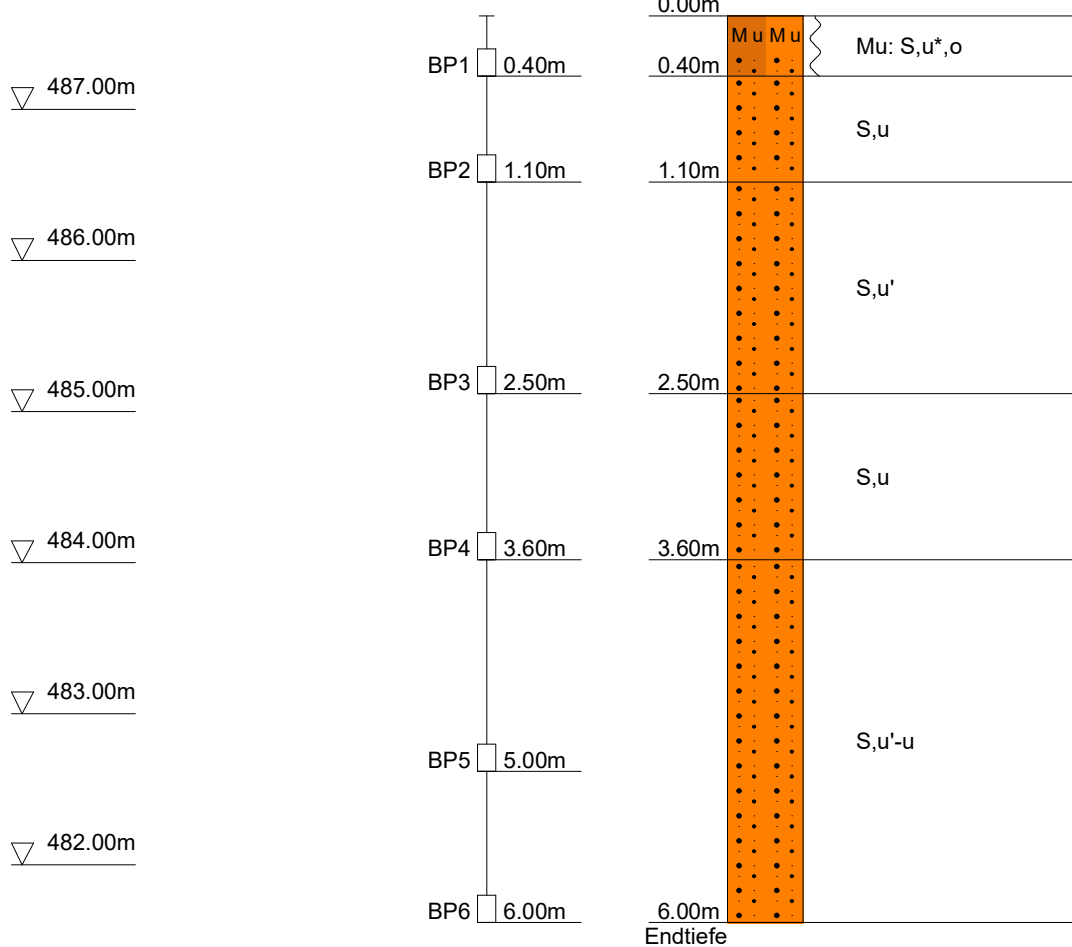 0.00m
Mu Mu
Mu: S,u*,o
BP1 0.40m
0.40m
487.00m
S,u
BP2 1.10m
1.10m
486.00m
S,u'
BP3 2.50m
2.50m
485.00m
S,u
484.00m
BP4 3.60m
3.60m
483.00m
S,u'-u
BP5 5.00m
482.00m
BP6 6.00m
6.00m
Endtiefe